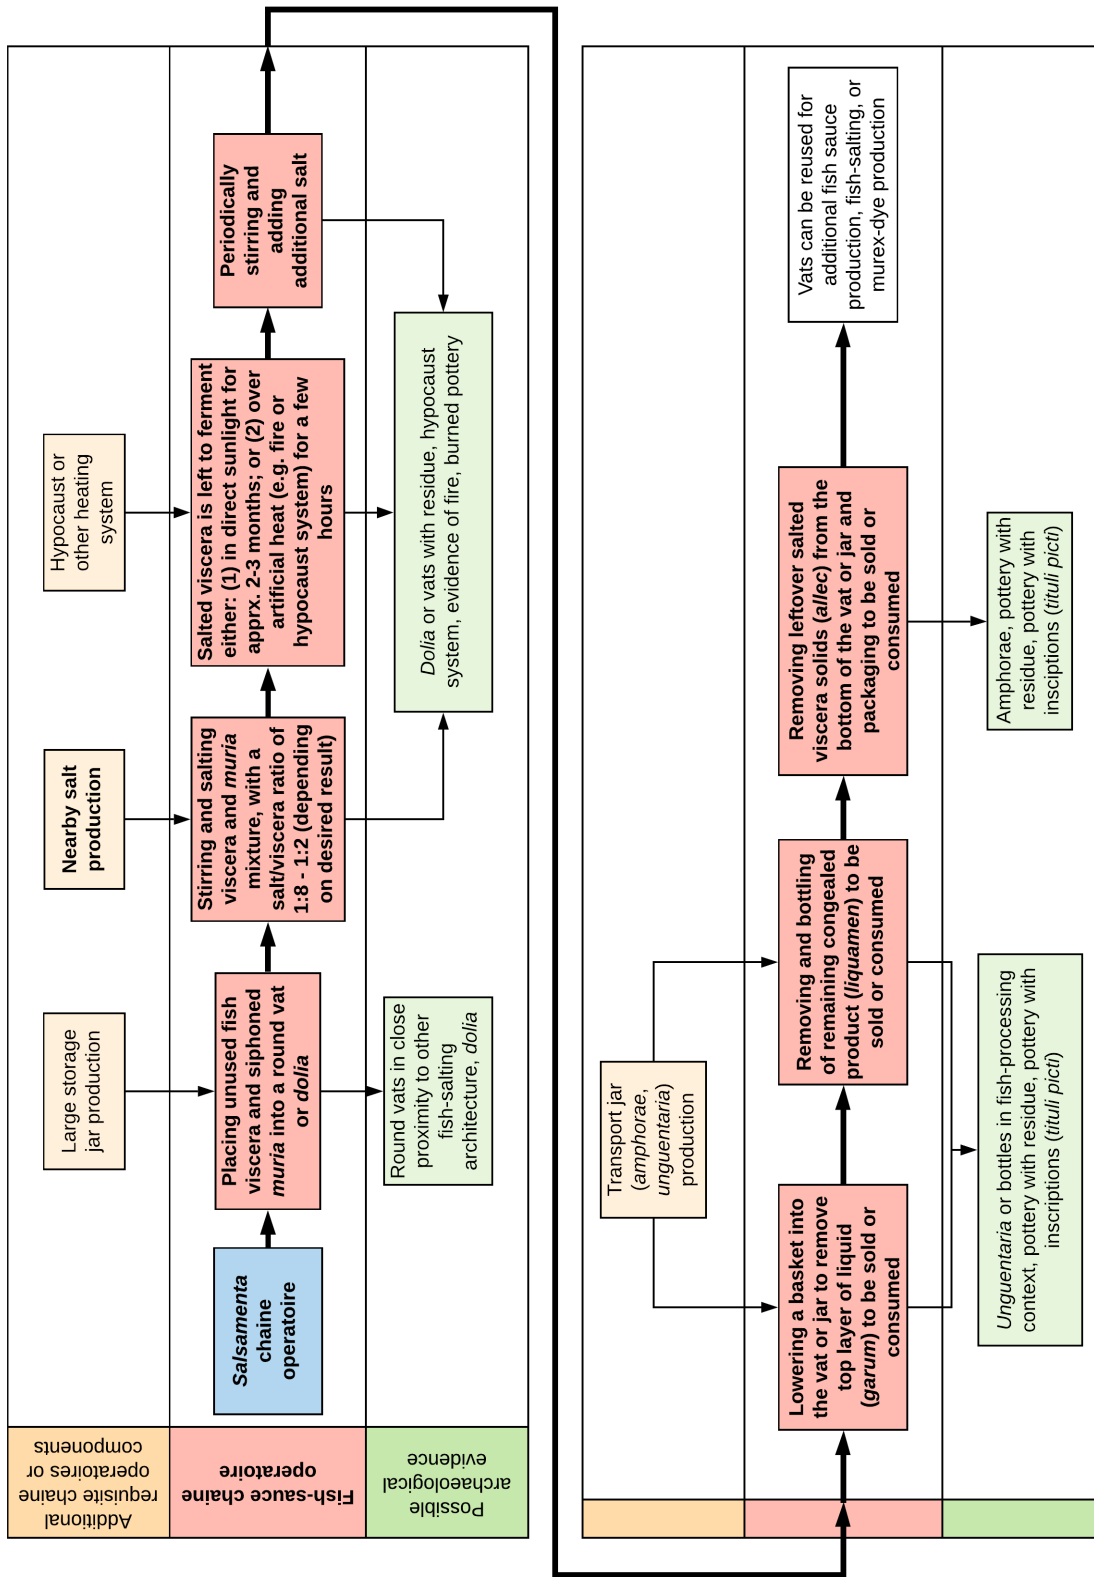 Additional
requisite chaine
operatoires or
components
Fish-sauce chaine
operatoire
Possible
archaeological
evidence
Large storage
jar production
Nearby salt
production
Hypocaust or
other heating
system
Salsamenta
chaine
operatoire
Placing unused fish
viscera and siphoned
muria into a round vat
or dolia
Stirring and salting
viscera and muria
mixture, with a
salt/viscera ratio of
1:8 - 1:2 (depending
on desired result)
Salted viscera is left to ferment
either: (1) in direct sunlight for
apprx. 2-3 months; or (2) over
artificial heat (e.g. fire or
hypocaust system) for a few
hours
Periodically
stirring and
adding
additional salt
Round vats in close
proximity to other
fish-salting
architecture, dolia
Dolia or vats with residue, hypocaust
system, evidence of fire, burned pottery
Transport jar
(amphorae,
unguentaria)
production
Lowering a basket into
the vat or jar to remove
top layer of liquid
(garum) to be sold or
consumed
Removing and bottling
of remaining congealed
product (liquamen) to be
sold or consumed
Removing leftover salted
viscera solids (allec) from the
bottom of the vat or jar and
packaging to be sold or
consumed
Vats can be reused for
additional fish sauce
production, fish-salting, or
murex-dye production
Unguentaria or bottles in fish-processing
context, pottery with residue, pottery with
inscriptions (tituli picti)
Amphorae, pottery with
residue, pottery with
insciptions (tituli picti)